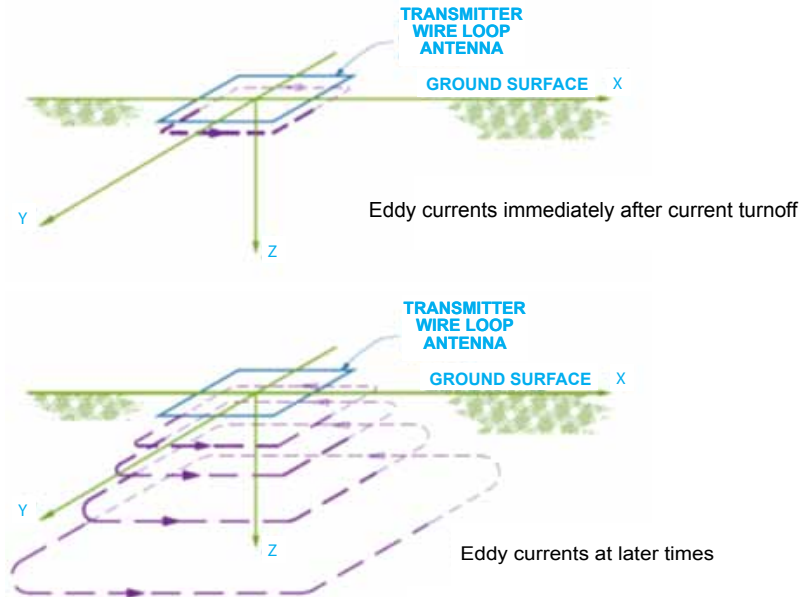 TRANSMITTER
WIRE LOOP
ANTENNA
GROUND SURFACE X
Y
Eddy currents immediately after current turnoff
Z
TRANSMITTER
WIRE LOOP
ANTENNA
GROUND SURFACE X
Y
Z
Eddy currents at later times